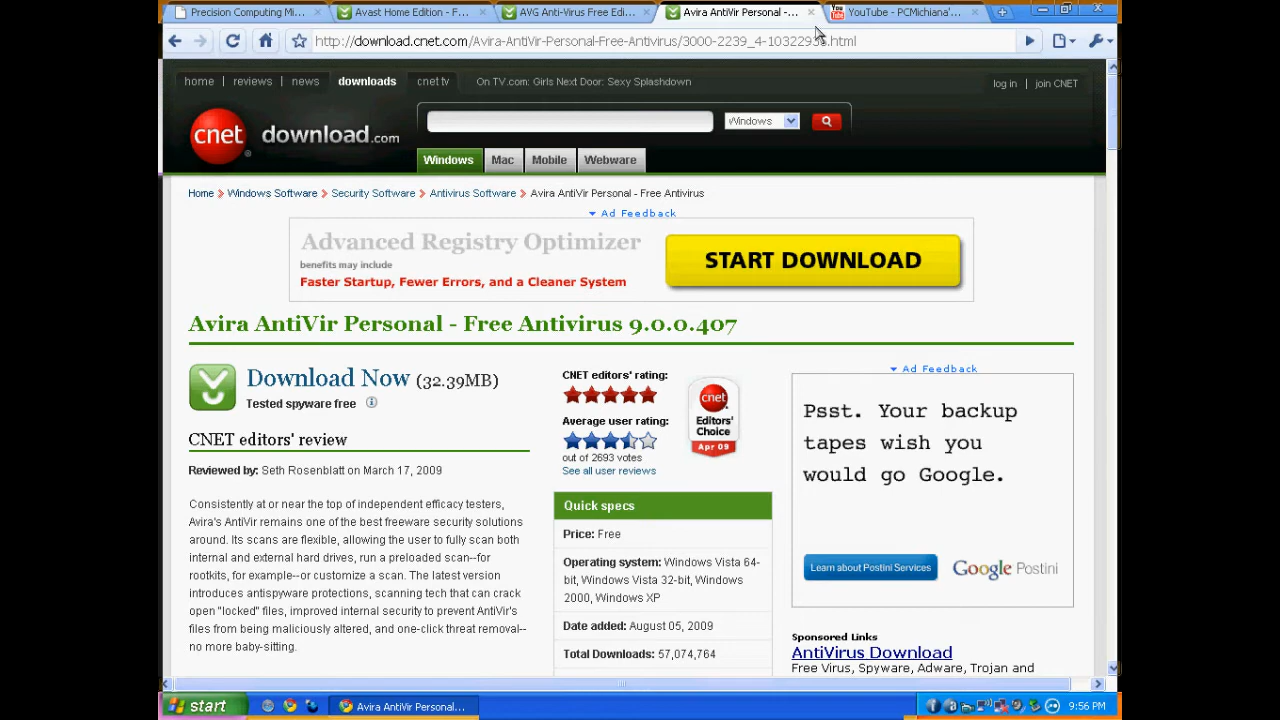 Precision Computing Mi...
Avast Home Edition - F...
AVG Anti-Virus Free Edi...
Avira AntiVir Personal -...
YouTube - PCMichiana'...
http://download.cnet.com/Avira-AntiVir-Personal-Free-Antivirus/3000-2239_4-10322935.html
home | reviews | news downloads cnet tv On TV.com: Girls Next Door: Sexy Splashdown
log in | join CNET
cnet download.com
Windows
Windows Mac Mobile Webware
Home Windows Software Security Software Antivirus Software Avira AntiVir Personal - Free Antivirus
Ad Feedback
Advanced Registry Optimizer
benefits may include
Faster Startup, Fewer Errors, and a Cleaner System
START DOWNLOAD
Avira AntiVir Personal - Free Antivirus 9.0.0.407
Download Now (32.39MB)
Tested spyware free
CNET editors' review
Reviewed by: Seth Rosenblatt on March 17, 2009
Consistently at or near the top of independent efficacy testers,
Avira's AntiVir remains one of the best freeware security solutions
around. Its scans are flexible, allowing the user to fully scan both
internal and external hard drives, run a preloaded scan--for
rootkits, for example--or customize a scan. The latest version
introduces antispyware protections, scanning tech that can crack
open "locked" files, improved internal security to prevent AntiVir's
files from being maliciously altered, and one-click threat removal--
no more baby-sitting.
CNET editors' rating:
Average user rating:
out of 2693 votes
See all user reviews
cnet
Editors'
Choice
Apr 09
Quick specs
Price: Free
Operating system: Windows Vista 64-
bit, Windows Vista 32-bit, Windows
2000, Windows XP
Date added: August 05, 2009
Total Downloads: 57,074,764
Ad Feedback
Psst. Your backup
tapes wish you
would go Google.
Learn about Postini Services
Google Postini
Sponsored Links
AntiVirus Download
Free Virus, Spyware, Adware, Trojan and
start
Avira AntiVir Personal...
9:56 PM